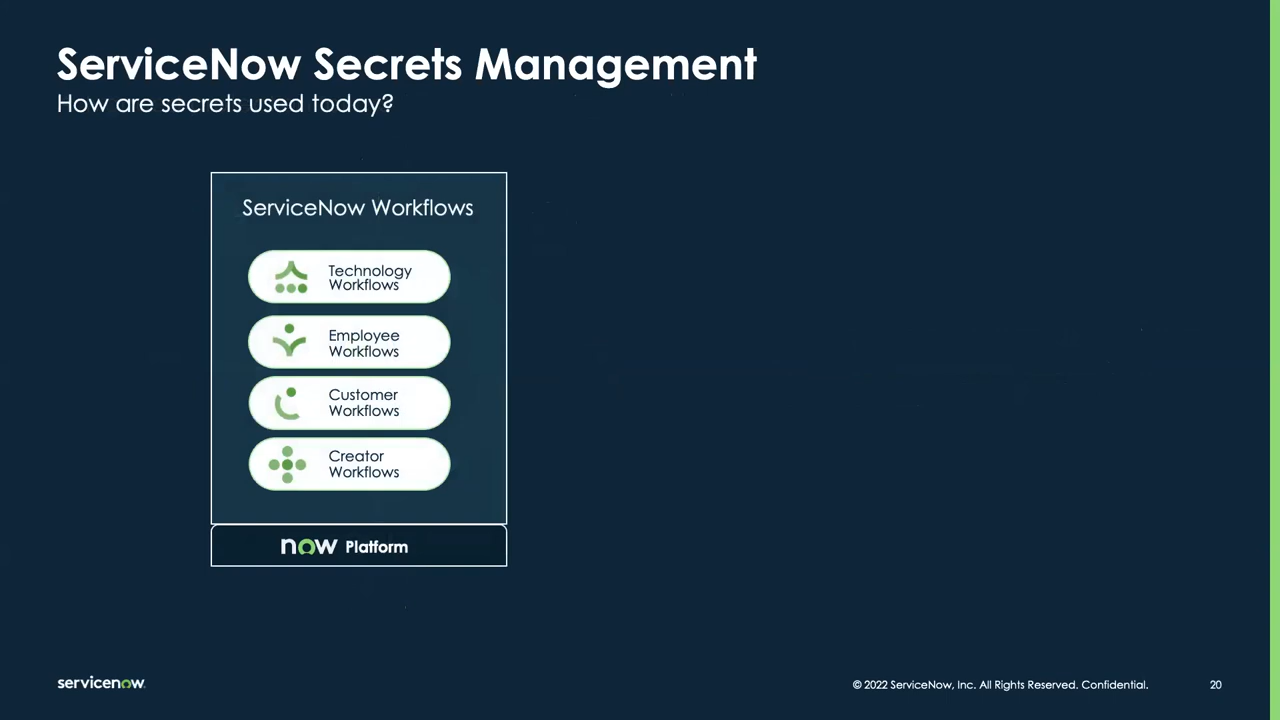 ServiceNow Secrets Management
How are secrets used today?
ServiceNow Workflows
Technology
Workflows
Employee
Workflows
Customer
Workflows
Creator
Workflows
now Platform
servicenow.
© 2022 ServiceNow, Inc. All Rights Reserved. Confidential.
20